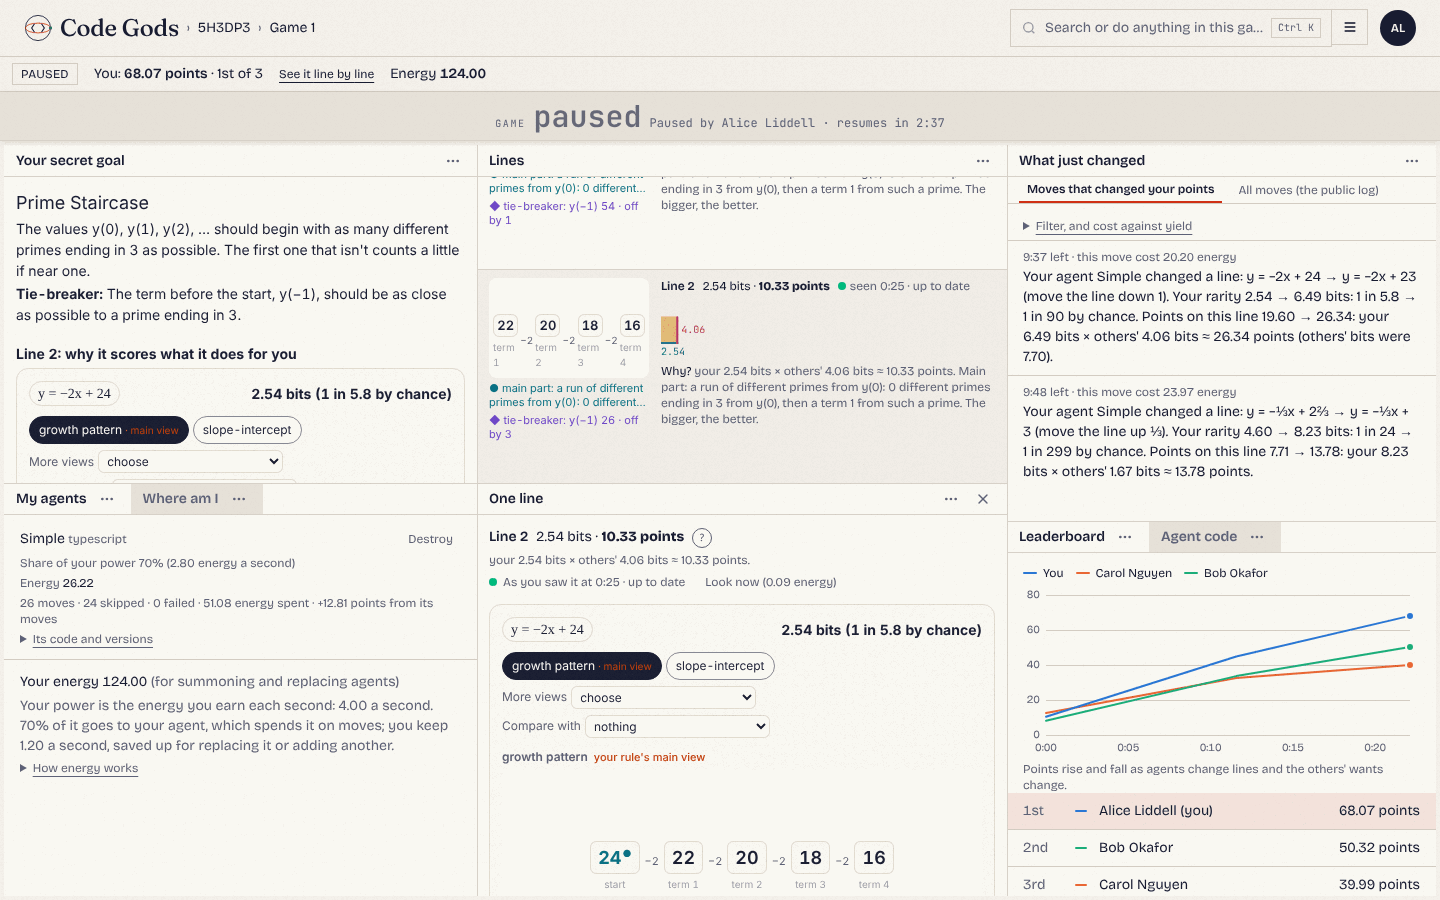 Code Gods › 5H3DP3 › Game 1
Search or do anything in this ga... Ctrl K
AL
PAUSED You: 68.07 points · 1st of 3 See it line by line Energy 124.00
GAME paused Paused by Alice Liddell · resumes in 2:37
Your secret goal
Prime Staircase
The values y(0), y(1), y(2), ... should begin with as many different
primes ending in 3 as possible. The first one that isn't counts a little
if near one.
Tie-breaker: The term before the start, y(−1), should be as close
as possible to a prime ending in 3.
Line 2: why it scores what it does for you
y = −2x + 24 2.54 bits (1 in 5.8 by chance)
growth pattern · main view slope-intercept
More views choose
My agents
Where am I
Simple typescript Destroy
Share of your power 70% (2.80 energy a second)
Energy 26.22
26 moves · 24 skipped · 0 failed · 51.08 energy spent · +12.81 points from its
moves
Its code and versions
Your energy 124.00 (for summoning and replacing agents)
Your power is the energy you earn each second: 4.00 a second.
70% of it goes to your agent, which spends it on moves; you keep
1.20 a second, saved up for replacing it or adding another.
How energy works
Lines
primes from y(0): 0 different...
◆ tie-breaker: y(−1) 54 · off
by 1
ending in 3 from y(0), then a term 1 from such a prime. The
bigger, the better.
22 −2 20 −2 18 −2 16
term 1 term 2 term 3 term 4
● main part: a run of different
primes from y(0): 0 different...
◆ tie-breaker: y(−1) 26 · off
by 3
Line 2 2.54 bits · 10.33 points seen 0:25 · up to date
4.06
2.54
Why? your 2.54 bits × others' 4.06 bits ≈ 10.33 points. Main
part: a run of different primes from y(0): 0 different primes
ending in 3 from y(0), then a term 1 from such a prime. The
bigger, the better.
One line
Line 2 2.54 bits · 10.33 points ?
your 2.54 bits × others' 4.06 bits ≈ 10.33 points.
As you saw it at 0:25 · up to date Look now (0.09 energy)
y = −2x + 24 2.54 bits (1 in 5.8 by chance)
growth pattern · main view slope-intercept
More views choose
Compare with nothing
growth pattern your rule's main view
24 −2 22 −2 20 −2 18 −2 16
start term 1 term 2 term 3 term 4
What just changed
Moves that changed your points All moves (the public log)
Filter, and cost against yield
9:37 left · this move cost 20.20 energy
Your agent Simple changed a line: y = −2x + 24 → y = −2x + 23
(move the line down 1). Your rarity 2.54 → 6.49 bits: 1 in 5.8 →
1 in 90 by chance. Points on this line 19.60 → 26.34: your
6.49 bits × others' 4.06 bits ≈ 26.34 points (others' bits were
7.70).
9:48 left · this move cost 23.97 energy
Your agent Simple changed a line: y = −⅓x + 2⅔ → y = −⅓x +
3 (move the line up ⅓). Your rarity 4.60 → 8.23 bits: 1 in 24 →
1 in 299 by chance. Points on this line 7.71 → 13.78: your 8.23
bits × others' 1.67 bits ≈ 13.78 points.
Leaderboard
Agent code
You Carol Nguyen Bob Okafor
80
60
40
20
0
0:00 0:05 0:10 0:15 0:20
Points rise and fall as agents change lines and the others' wants
change.
1st Alice Liddell (you) 68.07 points
2nd Bob Okafor 50.32 points
3rd Carol Nguyen 39.99 points